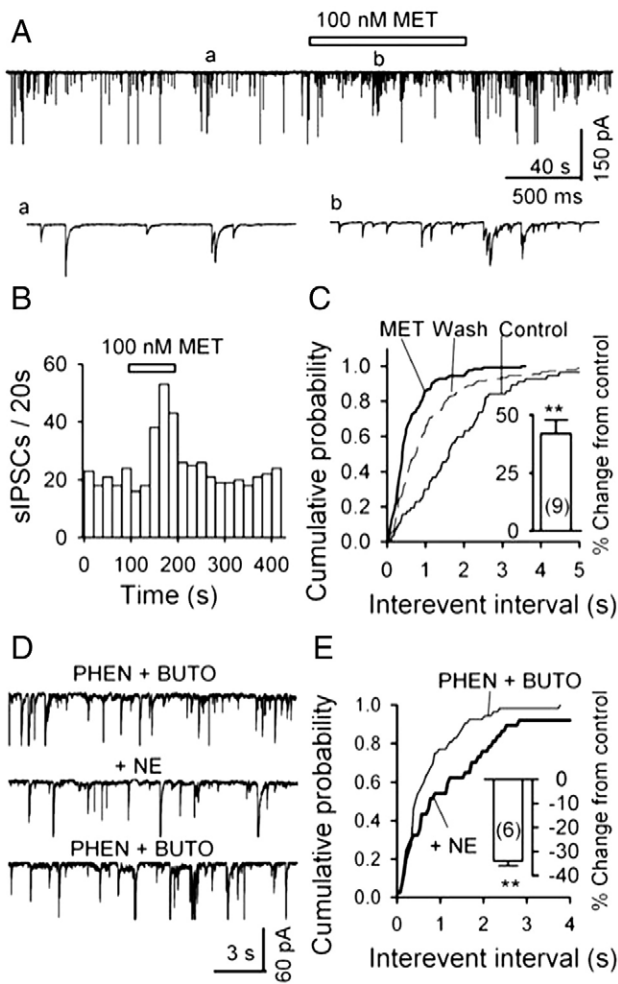 A
100 nM MET
a
b
150 pA
40 s
500 ms
a
b
B
100 nM MET
60
40
20
0
sIPSCs / 20s
0 100 200 300 400
Time (s)
C
MET Wash Control
1.0
0.8
0.6
0.4
0.2
0.0
Cumulative probability
50
25
0
**
(9)
% Change from control
0 1 2 3 4 5
Interevent interval (s)
D
PHEN + BUTO
+ NE
PHEN + BUTO
3 s
60 pA
E
PHEN + BUTO
1.0
0.8
0.6
0.4
0.2
0.0
Cumulative probability
+ NE
(6)
**
0
-10
-20
-30
-40
% Change from control
0 1 2 3 4
Interevent interval (s)